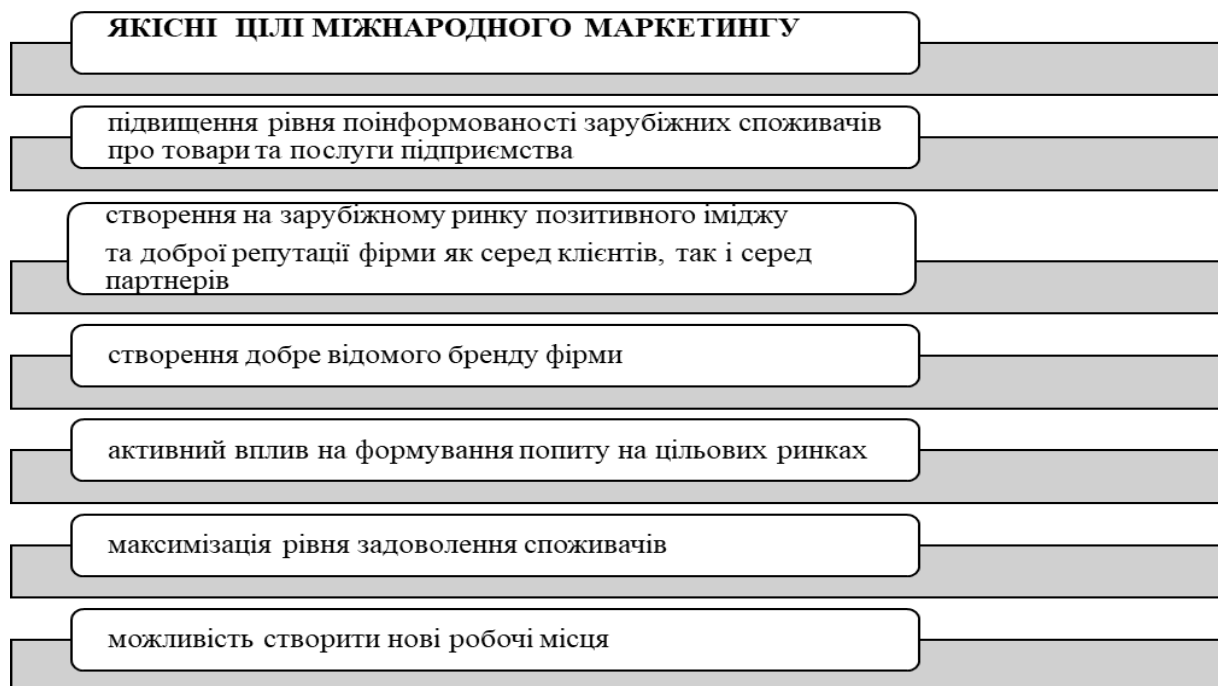 ЯКІСНІ ЦІЛІ МІЖНАРОДНОГО МАРКЕТИНГУ
підвищення рівня поінформованості зарубіжних споживачів
про товари та послуги підприємства
створення на зарубіжному ринку позитивного іміджу
та доброї репутації фірми як серед клієнтів, так і серед
партнерів
створення добре відомого бренду фірми
активний вплив на формування попиту на цільових ринках
максимізація рівня задоволення споживачів
можливість створити нові робочі місця